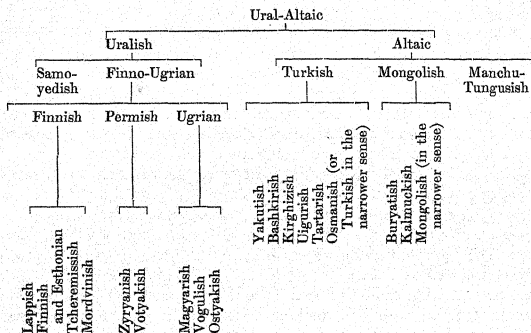 Ural-Altaic
Uralish Altaic
Samo-
yedish Finno-Ugrian Turkish Mongolish Manchu-
Tungusish
Finnish Permish Ugrian
Lappish
Finnish
and Esthonian
Tcheremissish
Mordvinish
Zyryanish
Votyakish
Magyarish
Vogulish
Ostyakish
Yakutish
Bashkirish
Kirghizish
Uigurish
Tartarish
Osmanish (or
Turkish in the
narrower sense)
Buryatish
Kalmuckish
Mongolish (in the
narrower sense)